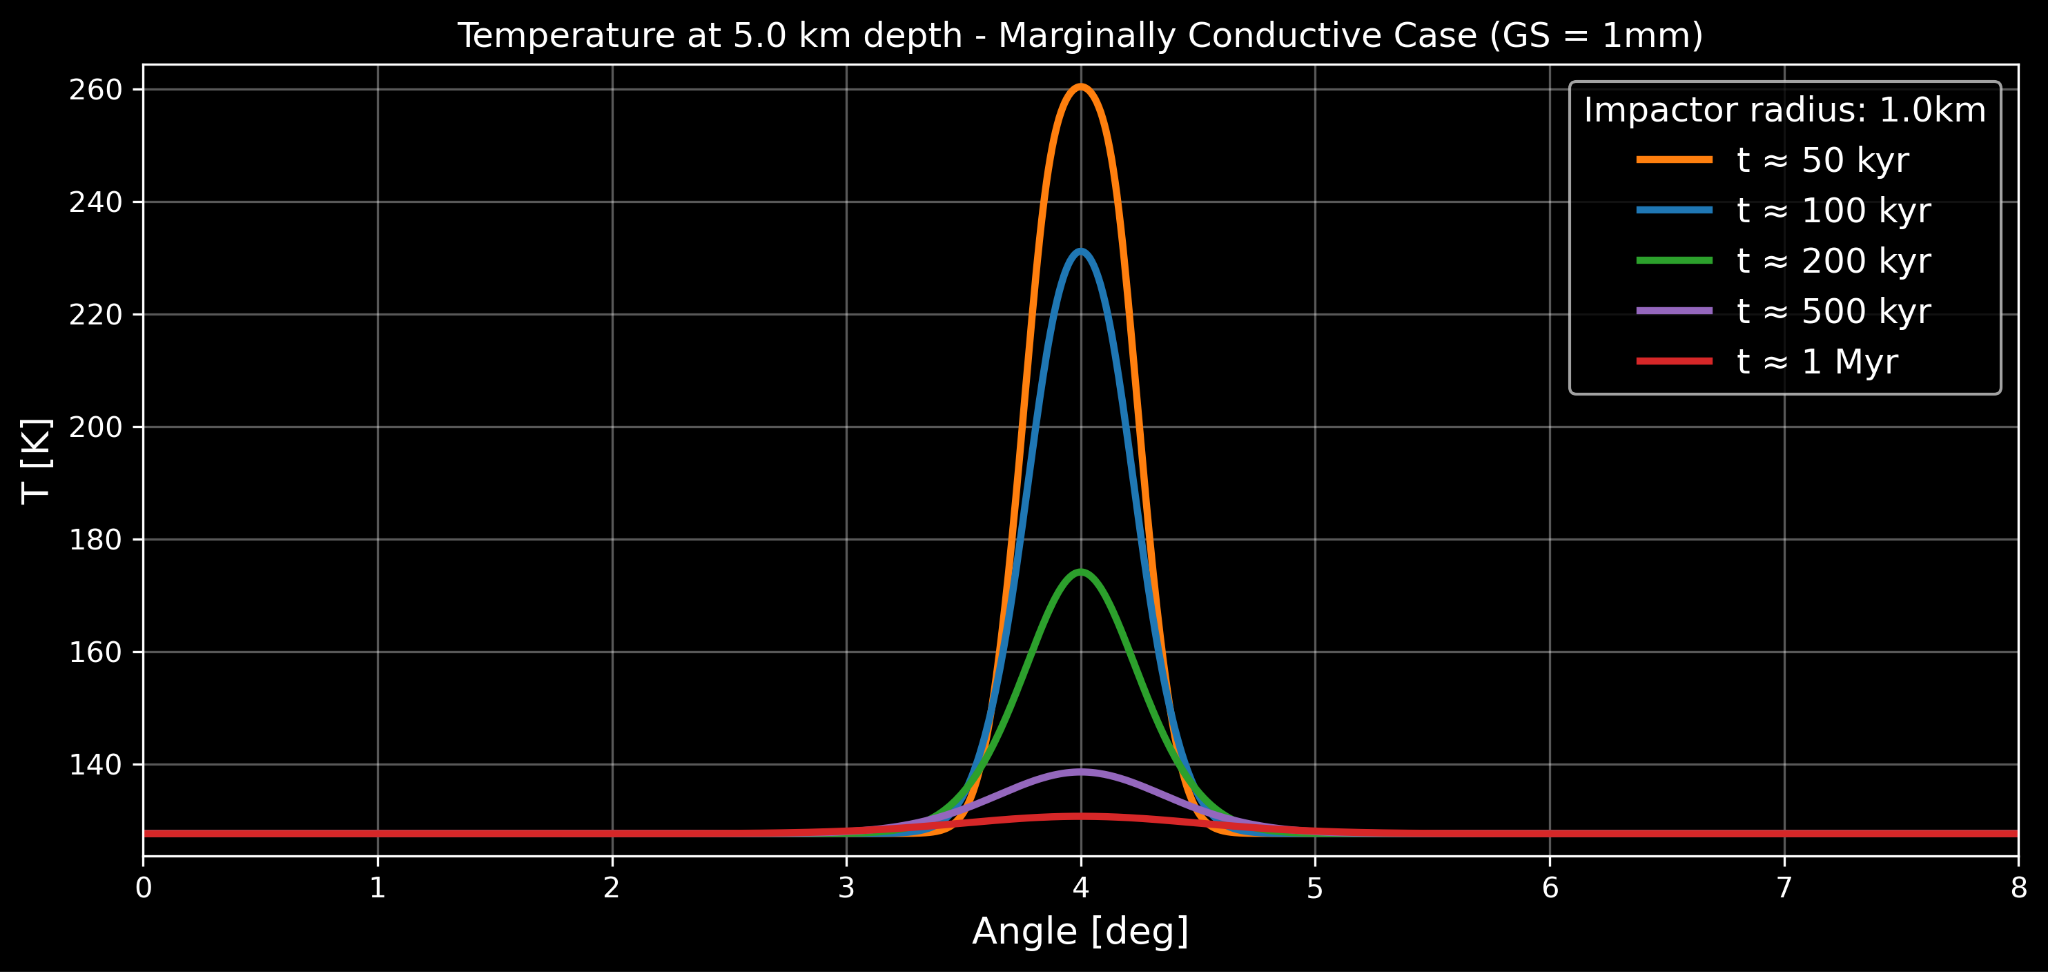 Temperature at 5.0 km depth - Marginally Conductive Case (GS = 1mm)
Impactor radius: 1.0km
t ≈ 50 kyr
t ≈ 100 kyr
t ≈ 200 kyr
t ≈ 500 kyr
t ≈ 1 Myr
T [K]
260
240
220
200
180
160
140
0 1 2 3 4 5 6 7 8
Angle [deg]